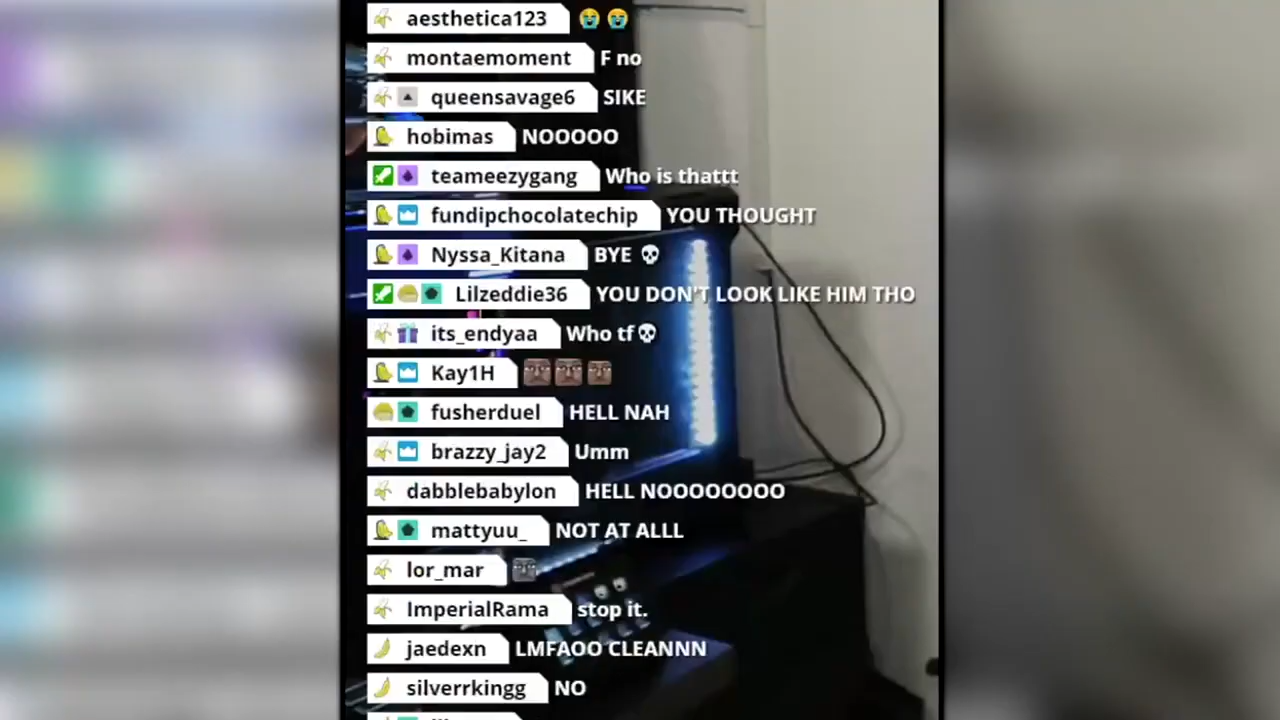 aesthetica123 😭 😭
montaemoment F no
queensavage6 SIKE
hobimas NOOOOO
teameezygang Who is thattt
fundipchocolatechip YOU THOUGHT
Nyssa_Kitana BYE 💀
Lilzeddie36 YOU DON'T LOOK LIKE HIM THO
its_endyaa Who tf💀
Kay1H
fusherduel HELL NAH
brazzy_jay2 Umm
dabblebabylon HELL NOOOOOOOO
mattyuu_ NOT AT ALLL
lor_mar
ImperialRama stop it.
jaedexn LMFAOO CLEANNN
silverrkingg NO